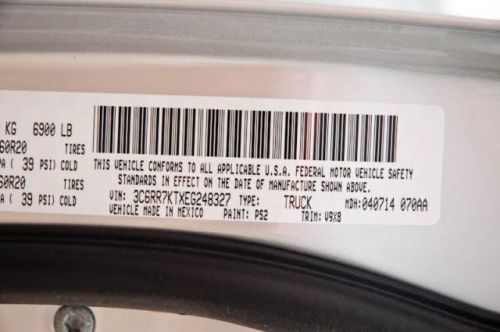 KG 6900 LB
60R20 TIRES
PA ( 39 PSI) COLD
60R20 TIRES
PA ( 39 PSI) COLD
THIS VEHICLE CONFORMS TO ALL APPLICABLE U.S.A. FEDERAL MOTOR VEHICLE SAFETY
STANDARDS IN EFFECT ON THE DATE OF MANUFACTURE SHOWN ABOVE.
VIN: 3C6RR7KTXEG248327 TYPE: TRUCK MDH: 040714 070AA
VEHICLE MADE IN MEXICO PAINT: PS2 TRIM: V9X8